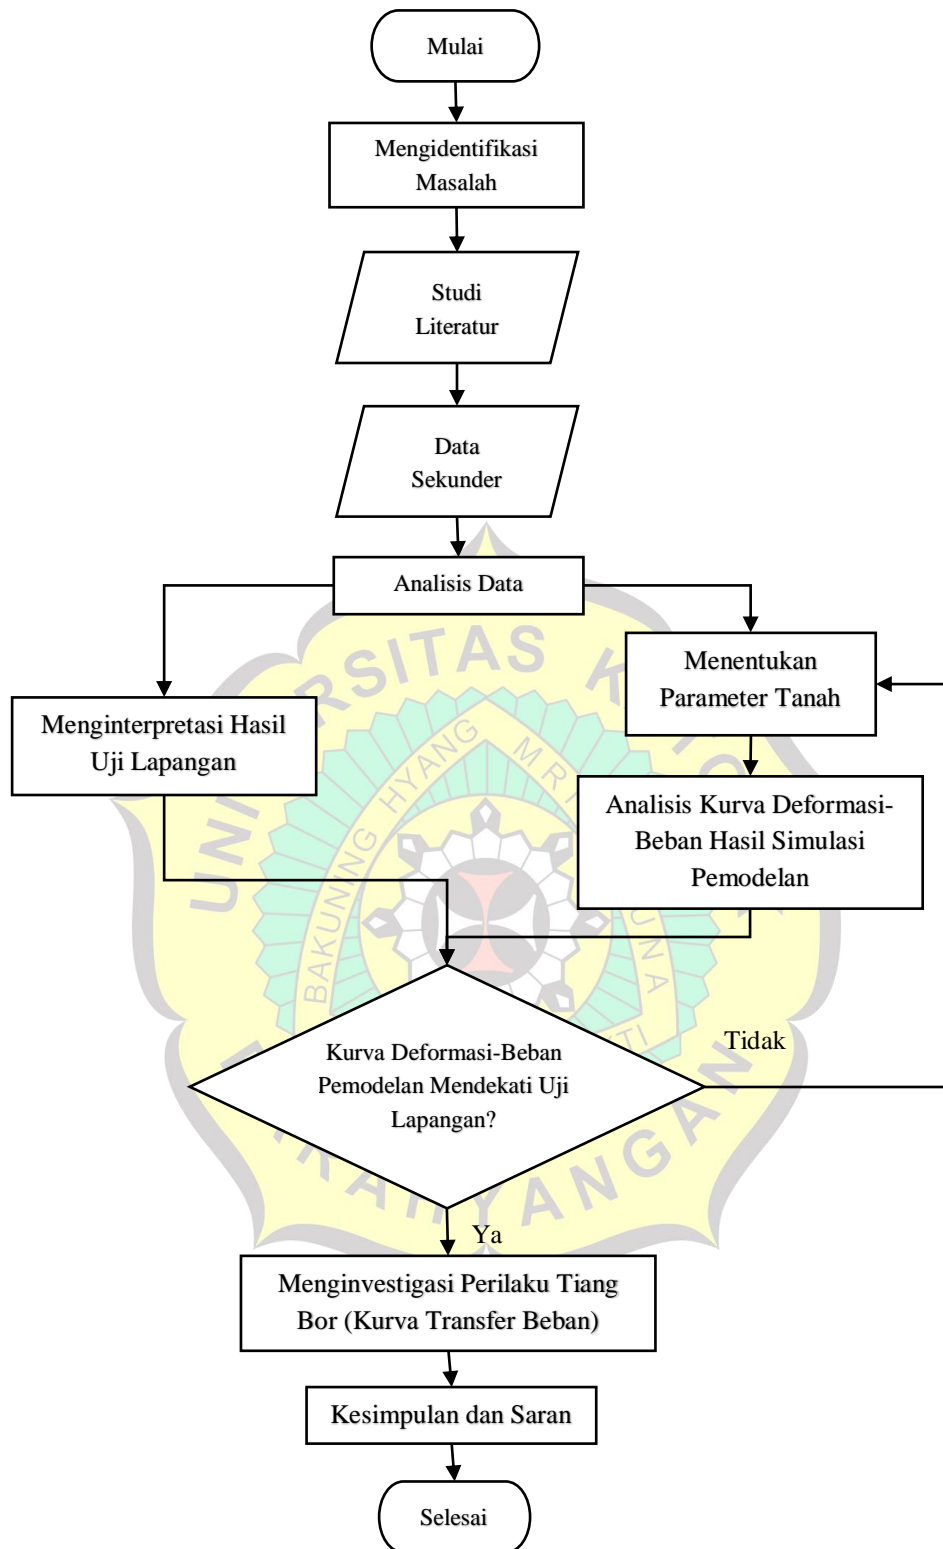 Mulai
Mengidentifikasi
Masalah
Studi
Literatur
Data
Sekunder
Analisis Data
Menginterpretasi Hasil
Uji Lapangan
Menentukan
Parameter Tanah
Analisis Kurva Deformasi-
Beban Hasil Simulasi
Pemodelan
Kurva Deformasi-Beban
Pemodelan Mendekati Uji
Lapangan?
Tidak
Ya
Menginvestigasi Perilaku Tiang
Bor (Kurva Transfer Beban)
Kesimpulan dan Saran
Selesai
BAKUNING HYANG